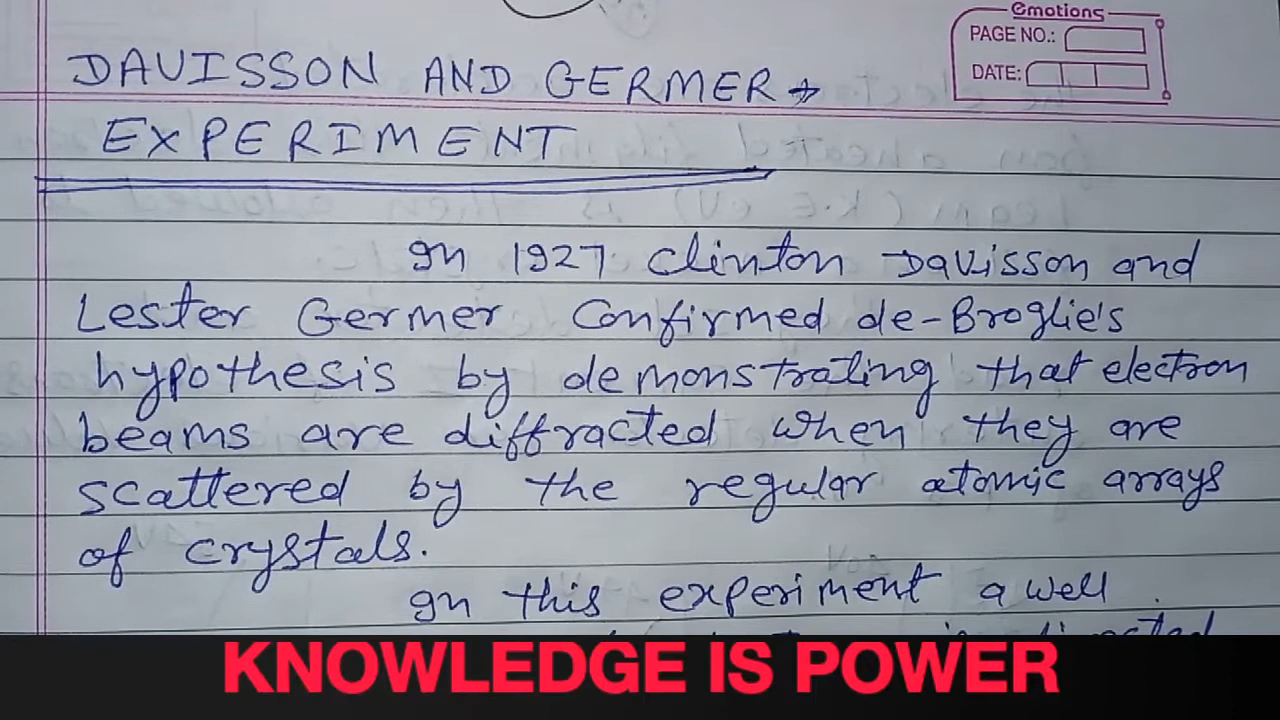 Emotions
PAGE NO.:
DATE:
DAVISSON AND GERMER →
EXPERIMENT
In 1927 Clinton Davisson and
Lester Germer Confirmed de-Broglie's
hypothesis by demonstrating that electron
beams are diffracted when they are
scattered by the regular atomic arrays
of crystals.
In this experiment a well
directed
KNOWLEDGE IS POWER